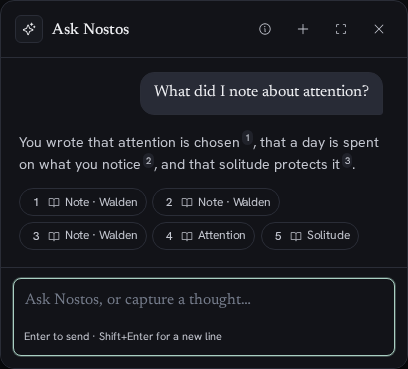 Ask Nostos
What did I note about attention?
You wrote that attention is chosen 1, that a day is spent
on what you notice 2, and that solitude protects it 3.
1 Note · Walden 2 Note · Walden
3 Note · Walden 4 Attention 5 Solitude
Ask Nostos, or capture a thought…
Enter to send · Shift+Enter for a new line